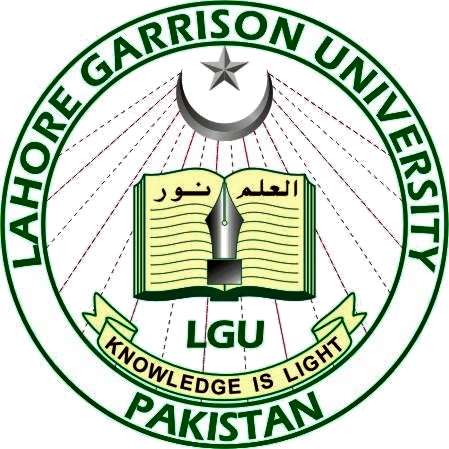 LAHORE GARRISON UNIVERSITY
العلم نور
LGU
KNOWLEDGE IS LIGHT
PAKISTAN